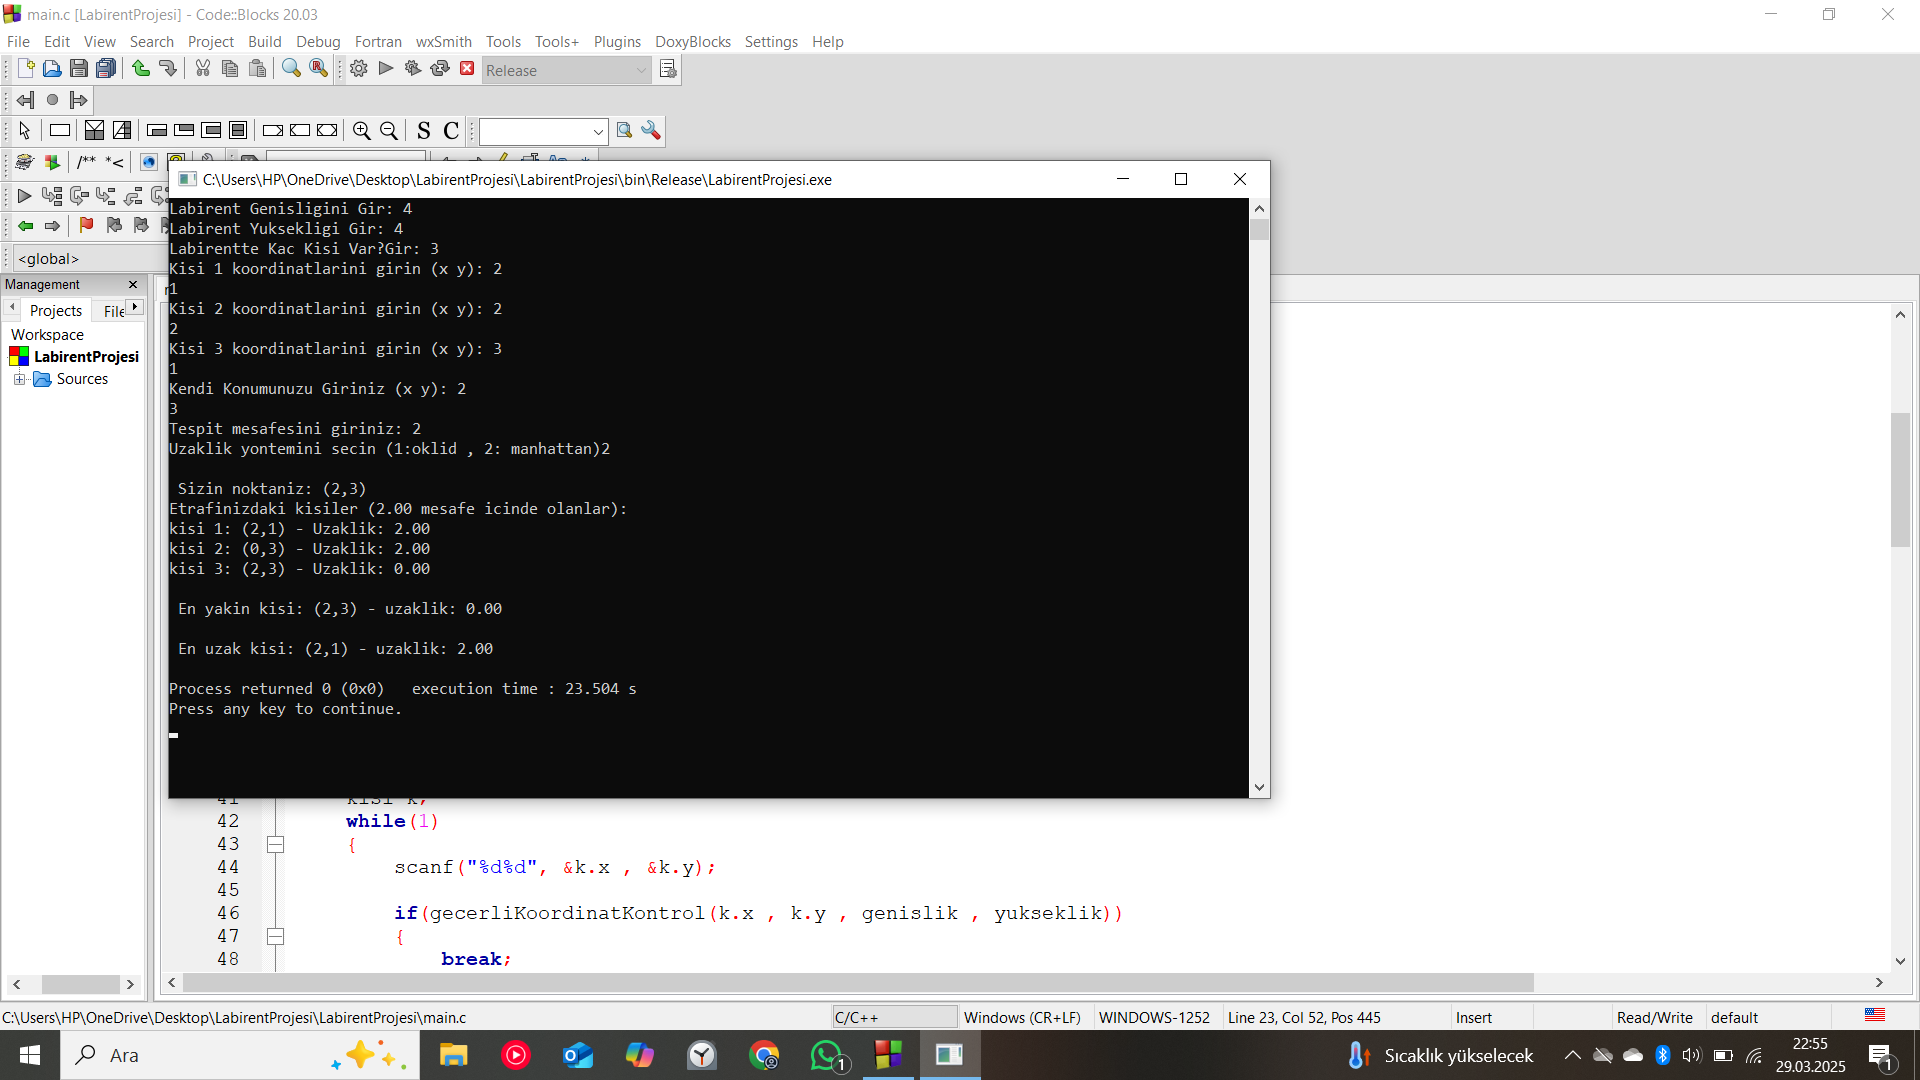 main.c [LabirentProjesi] - Code::Blocks 20.03
File Edit View Search Project Build Debug Fortran wxSmith Tools Tools+ Plugins DoxyBlocks Settings Help
Release
S C
/** *<
<global>
C:\Users\HP\OneDrive\Desktop\LabirentProjesi\LabirentProjesi\bin\Release\LabirentProjesi.exe
Labirent Genisligini Gir: 4
Labirent Yuksekligi Gir: 4
Labirentte Kac Kisi Var?Gir: 3
Kisi 1 koordinatlarini girin (x y): 2
1
Kisi 2 koordinatlarini girin (x y): 2
2
Kisi 3 koordinatlarini girin (x y): 3
1
Kendi Konumunuzu Giriniz (x y): 2
3
Tespit mesafesini giriniz: 2
Uzaklik yontemini secin (1:oklid , 2: manhattan)2
Sizin noktaniz: (2,3)
Etrafinizdaki kisiler (2.00 mesafe icinde olanlar):
kisi 1: (2,1) - Uzaklik: 2.00
kisi 2: (0,3) - Uzaklik: 2.00
kisi 3: (2,3) - Uzaklik: 0.00
En yakin kisi: (2,3) - uzaklik: 0.00
En uzak kisi: (2,1) - uzaklik: 2.00
Process returned 0 (0x0)   execution time : 23.504 s
Press any key to continue.
Management
Projects File
Workspace
LabirentProjesi
Sources
41 kisi k;
42 while(1)
43 {
44 scanf("%d%d", &k.x , &k.y);
45
46 if(gecerliKoordinatKontrol(k.x , k.y , genislik , yukseklik))
47 {
48 break;
C:\Users\HP\OneDrive\Desktop\LabirentProjesi\LabirentProjesi\main.c C/C++ Windows (CR+LF) WINDOWS-1252 Line 23, Col 52, Pos 445 Insert Read/Write default
Ara
1
Sıcaklık yükselecek
22:55
29.03.2025
1